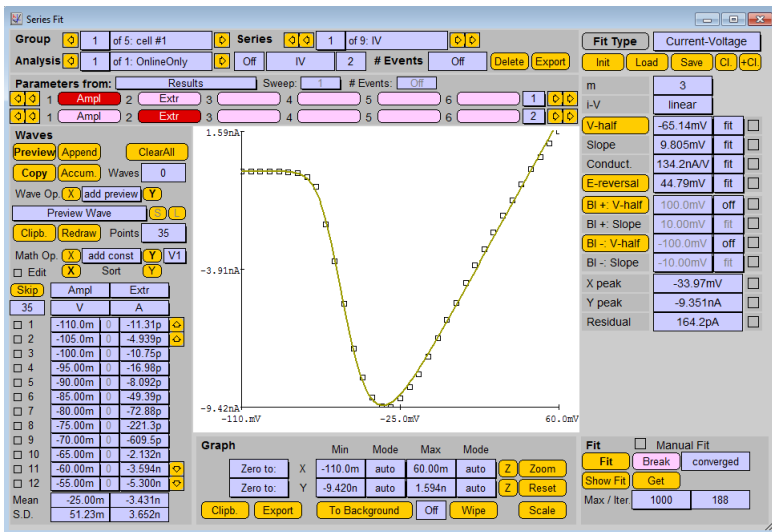 Series Fit
Group 1 of 5: cell #1 Series 1 of 9: IV
Analysis 1 of 1: OnlineOnly Off IV 2 # Events Off Delete Export
Parameters from: Results Sweep: 1 # Events: Off
1 Ampl 2 Extr 3 4 5 6 1
1 Ampl 2 Extr 3 4 5 6 2
Waves
Preview Append ClearAll
Copy Accum. Waves 0
Wave Op. X add preview Y
Preview Wave S L
Clipb. Redraw Points 35
Math Op. X add const Y V1
Edit X Sort Y
Skip Ampl Extr
35 V A
1 -110.0m 0 -11.31p
2 -105.0m 0 -4.939p
3 -100.0m 0 -10.75p
4 -95.00m 0 -16.98p
5 -90.00m 0 -8.092p
6 -85.00m 0 -49.39p
7 -80.00m 0 -72.88p
8 -75.00m 0 -221.3p
9 -70.00m 0 -609.5p
10 -65.00m 0 -2.132n
11 -60.00m 0 -3.594n
12 -55.00m 0 -5.300n
Mean -25.00m -3.431n
S.D. 51.23m 3.652n
1.59nA
-3.91nA
-9.42nA
-110.mV -25.0mV 60.0mV
Graph
Min Mode Max Mode
Zero to: X -110.0m auto 60.00m auto Z Zoom
Zero to: Y -9.420n auto 1.594n auto Z Reset
Clipb. Export To Background Off Wipe Scale
Fit Type Current-Voltage
Init Load Save Cl. +Cl.
m 3
I-V linear
V-half -65.14mV fit
Slope 9.805mV fit
Conduct. 134.2nA/V fit
E-reversal 44.79mV fit
Bl +: V-half 100.0mV off
Bl +: Slope 10.00mV fit
Bl -: V-half -100.0mV off
Bl -: Slope -10.00mV fit
X peak -33.97mV
Y peak -9.351nA
Residual 164.2pA
Fit Manual Fit
Fit Break converged
Show Fit Get
Max / Iter. 1000 188